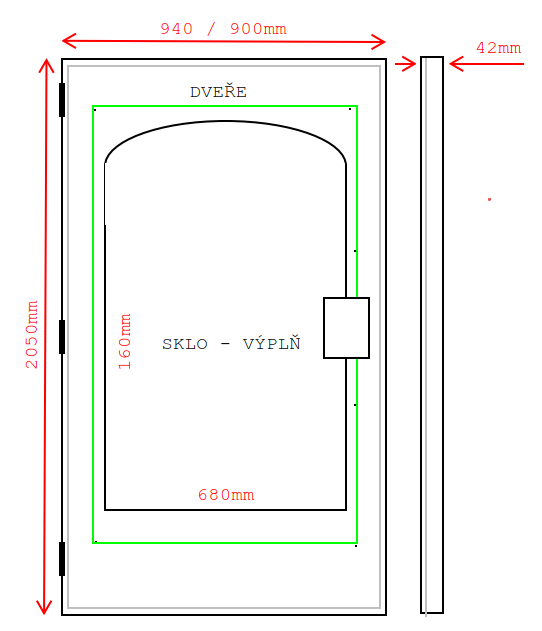 940 / 900mm
42mm
DVEŘE
2050mm
160mm
SKLO - VÝPLŇ
680mm